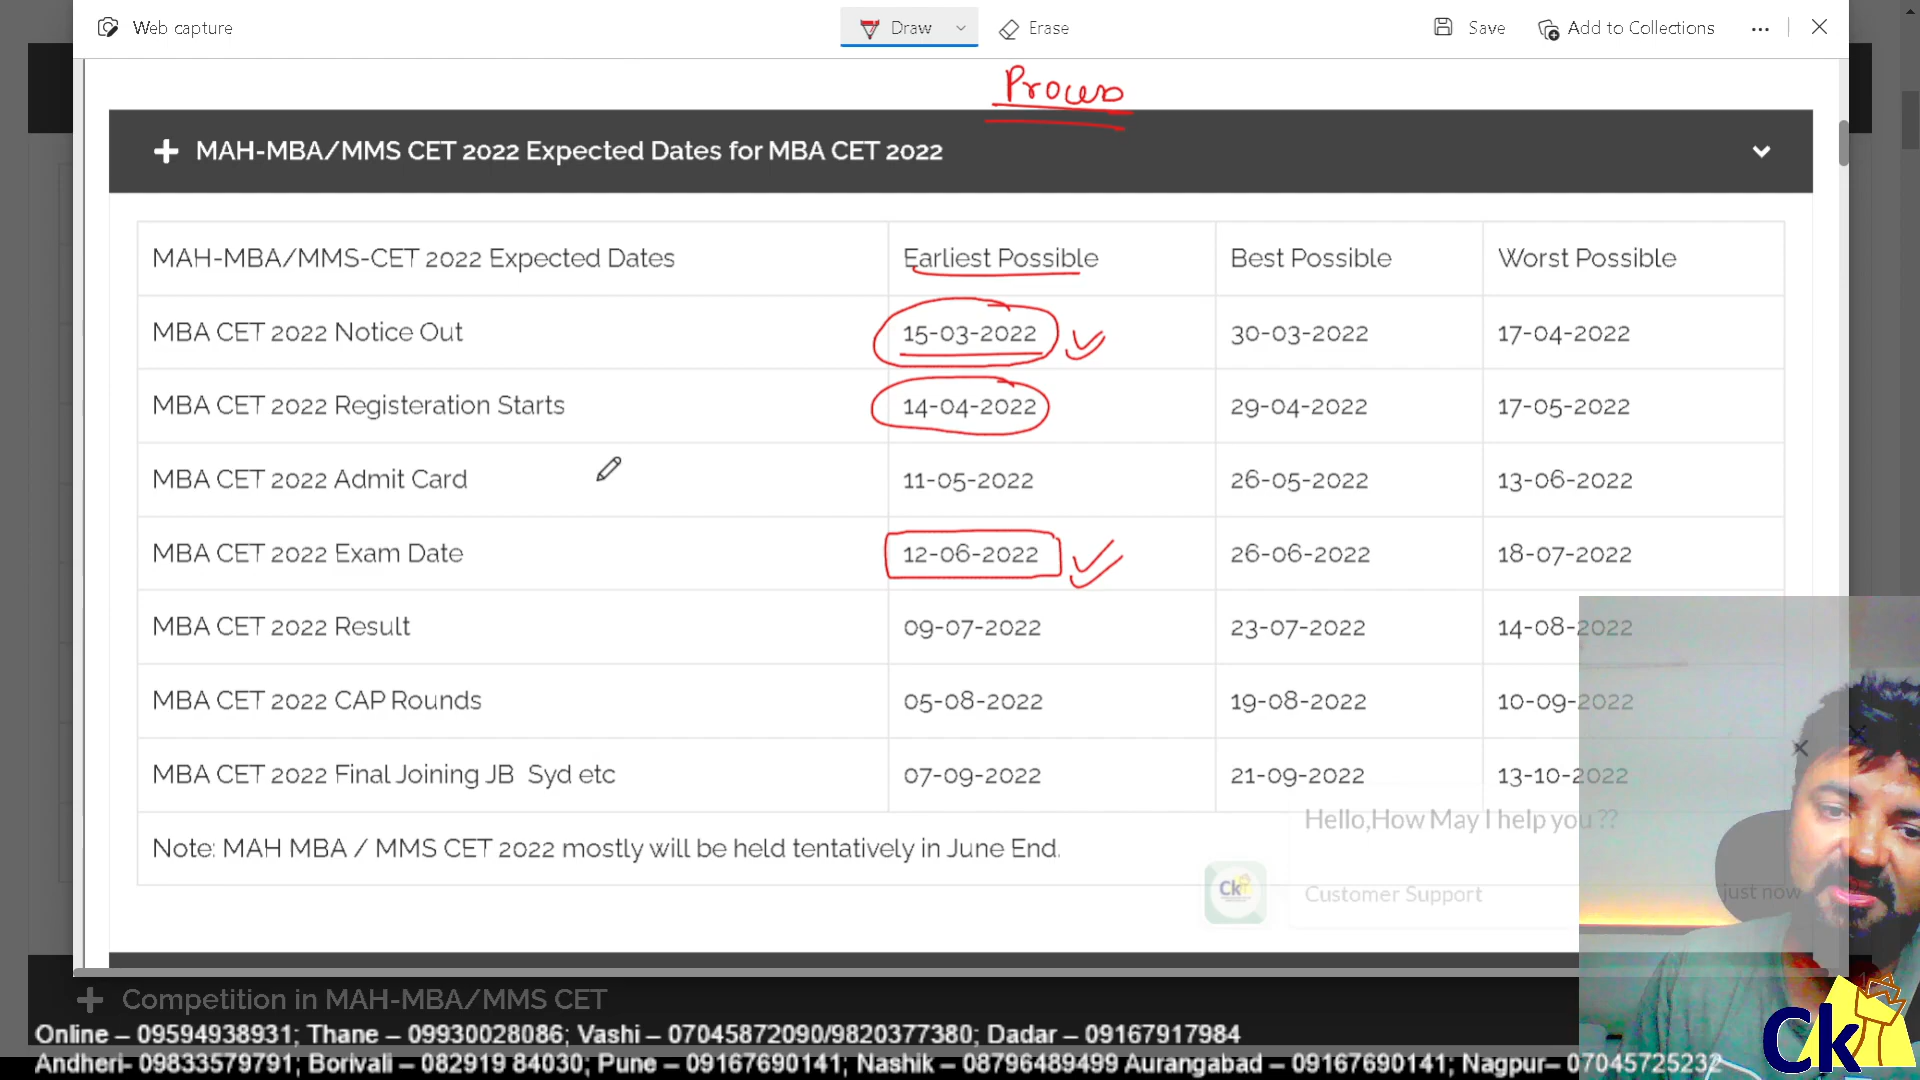 Web capture
Draw
Erase
Save
Add to Collections
Process
MAH-MBA/MMS CET 2022 Expected Dates for MBA CET 2022
MAH-MBA/MMS-CET 2022 Expected Dates Earliest Possible Best Possible Worst Possible
MBA CET 2022 Notice Out 15-03-2022 30-03-2022 17-04-2022
MBA CET 2022 Registeration Starts 14-04-2022 29-04-2022 17-05-2022
MBA CET 2022 Admit Card 11-05-2022 26-05-2022 13-06-2022
MBA CET 2022 Exam Date 12-06-2022 26-06-2022 18-07-2022
MBA CET 2022 Result 09-07-2022 23-07-2022 14-08-2022
MBA CET 2022 CAP Rounds 05-08-2022 19-08-2022 10-09-2022
MBA CET 2022 Final Joining JB Syd etc 07-09-2022 21-09-2022 13-10-2022
Hello,How May I help you ??
Note: MAH MBA / MMS CET 2022 mostly will be held tentatively in June End.
Ck
Customer Support
just now
Competition in MAH-MBA/MMS CET
Online – 09594938931; Thane – 09930028086; Vashi – 07045872090/9820377380; Dadar – 09167917984
Andheri- 09833579791; Borivali – 082919 84030; Pune – 09167690141; Nashik – 08796489499 Aurangabad – 09167690141; Nagpur– 07045725232
Ck